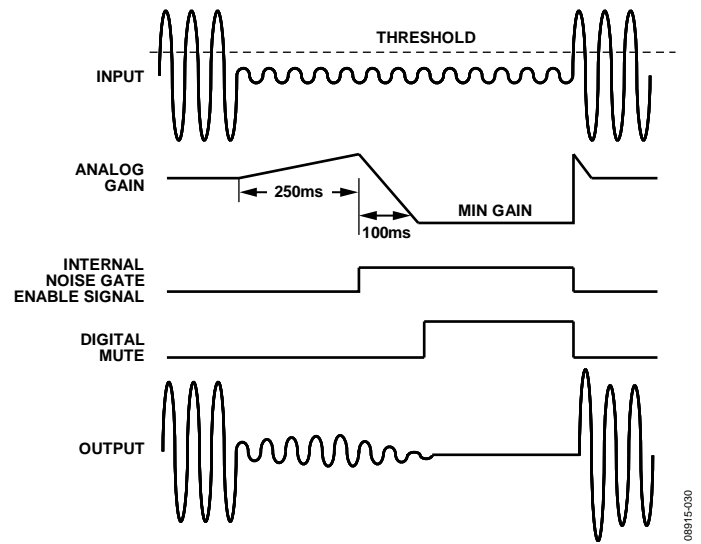 THRESHOLD
INPUT
ANALOG
GAIN
250ms
100ms
MIN GAIN
INTERNAL
NOISE GATE
ENABLE SIGNAL
DIGITAL
MUTE
OUTPUT
08915-030